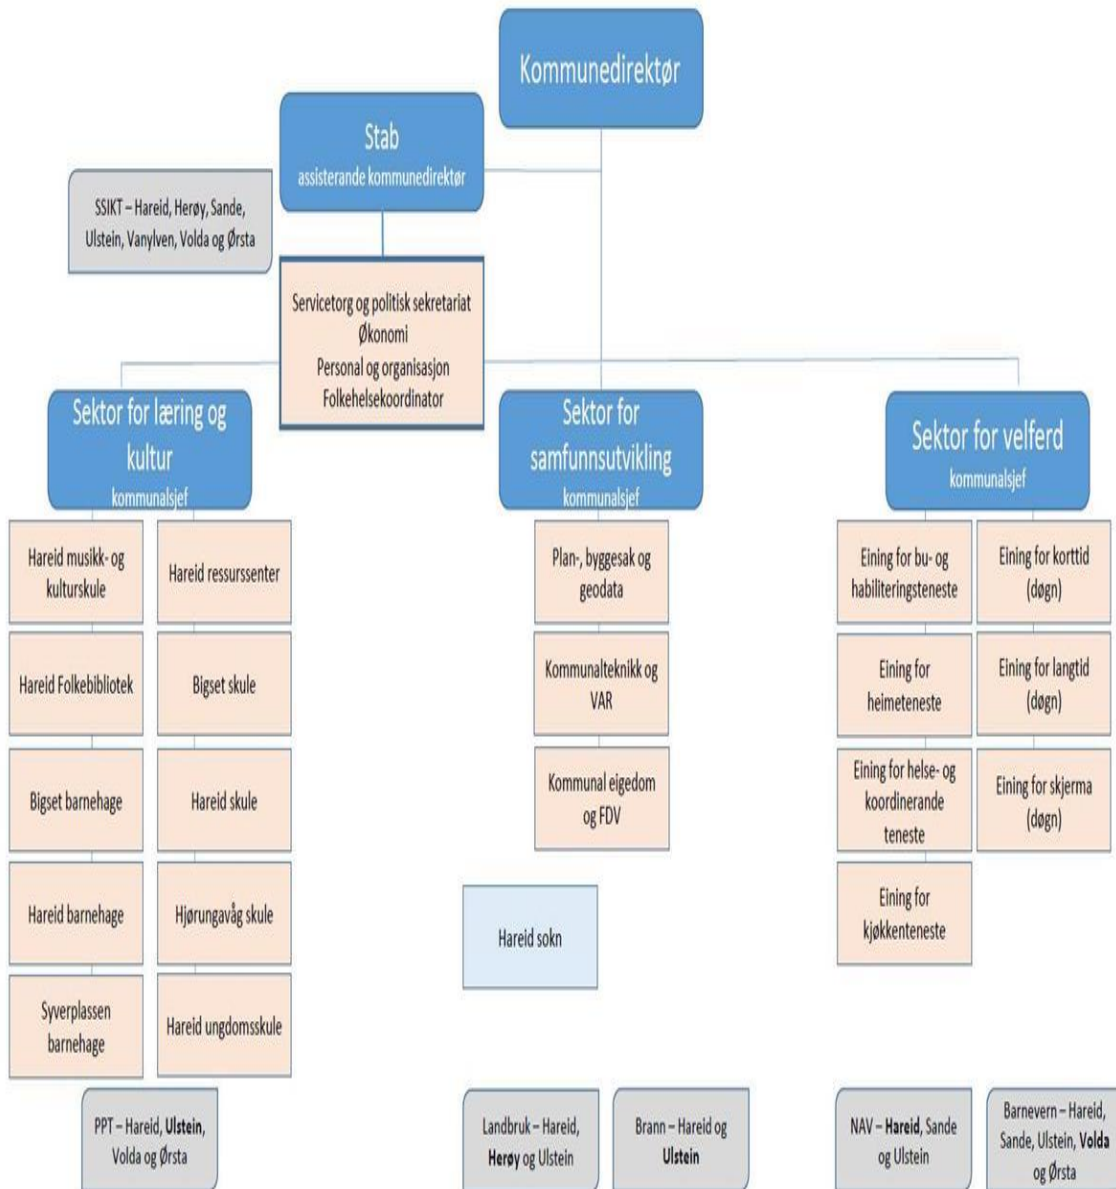 Kommunedirektør
Stab
assisterande kommunedirektør
SSIKT – Hareid, Herøy, Sande,
Ulstein, Vanylven, Volda og Ørsta
Servicetorg og politisk sekretariat
Økonomi
Personal og organisasjon
Folkehelsekoordinator
Sektor for læring og
kultur
kommunalsjef
Hareid musikk- og
kulturskule
Hareid Folkebibliotek
Bigset barnehage
Hareid barnehage
Syverplassen
barnehage
Hareid ressurssenter
Bigset skule
Hareid skule
Hjørungavåg skule
Hareid ungdomsskule
PPT – Hareid, Ulstein,
Volda og Ørsta
Sektor for
samfunnsutvikling
kommunalsjef
Plan-, byggesak og
geodata
Kommunalteknikk og
VAR
Kommunal eigedom
og FDV
Hareid sokn
Landbruk – Hareid,
Herøy og Ulstein
Brann – Hareid og
Ulstein
Sektor for velferd
kommunalsjef
Eining for bu- og
habiliteringsteneste
Eining for
heimeteneste
Eining for helse- og
koordinerande
teneste
Eining for
kjøkkenteneste
Eining for korttid
(døgn)
Eining for langtid
(døgn)
Eining for skjerma
(døgn)
NAV – Hareid, Sande
og Ulstein
Barnevern – Hareid,
Sande, Ulstein, Volda
og Ørsta